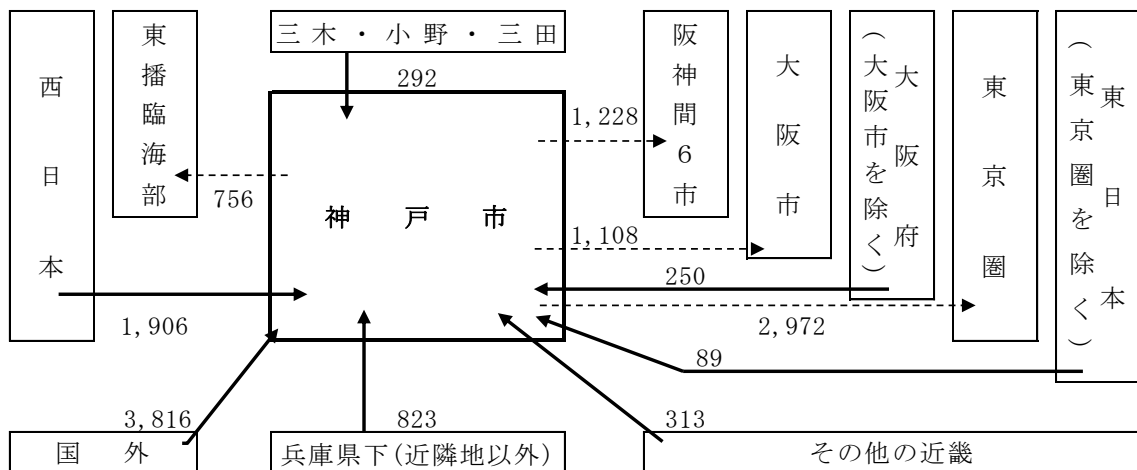 西日本
東播臨海部
三木・小野・三田
阪神間６市
大阪市
大阪府
（大阪市を除く）
東京圏
東日本
（東京圏を除く）
292
1,228
756
神戸市
1,108
250
1,906
2,972
89
3,816
823
313
国外
兵庫県下(近隣地以外)
その他の近畿